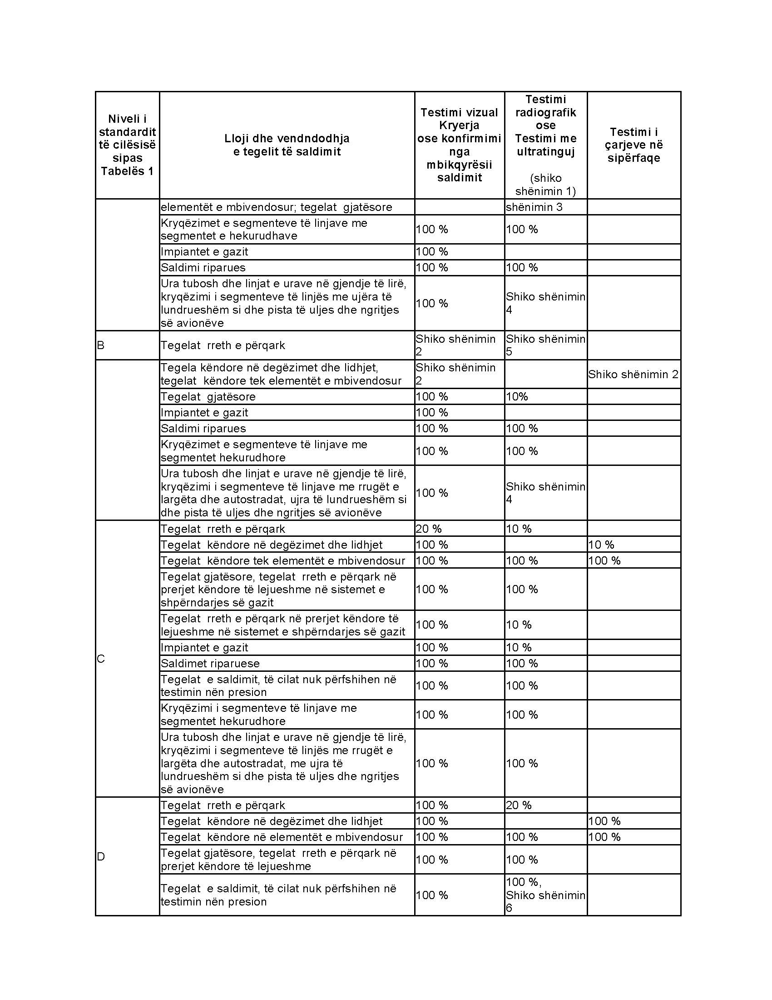 Niveli i
standardit
të cilësisë
sipas
Tabelës 1
Lloji dhe vendndodhja
e tegelit të saldimit
Testimi vizual
Kryerja
ose konfirmimi
nga
mbikqyrësii
saldimit
Testimi
radiografik
ose
Testimi me
ultratinguj
(shiko
shënimin 1)
Testimi i
çarjeve në
sipërfaqe
elementët e mbivendosur; tegelat gjatësore
shënimin 3
Kryqëzimet e segmenteve të linjave me
segmentet e hekurudhave
100 %
100 %
Impiantet e gazit
100 %
Saldimi riparues
100 %
100 %
Ura tubosh dhe linjat e urave në gjendje të lirë,
kryqëzimi i segmenteve të linjës me ujëra të
lundrueshëm si dhe pista të uljes dhe ngritjes
së avionëve
100 %
Shiko shënimin
4
B
Tegelat rreth e përqark
Shiko shënimin
2
Shiko shënimin
5
Tegela këndore në degëzimet dhe lidhjet,
tegelat këndore tek elementët e mbivendosur
Shiko shënimin
2
Shiko shënimin 2
Tegelat gjatësore
100 %
10%
Impiantet e gazit
100 %
Saldimi riparues
100 %
100 %
Kryqëzimet e segmenteve të linjave me
segmentet hekurudhore
100 %
100 %
Ura tubosh dhe linjat e urave në gjendje të lirë,
kryqëzimi i segmenteve të linjave me rrugët e
largëta dhe autostradat, ujra të lundrueshëm si
dhe pista të uljes dhe ngritjes së avionëve
100 %
Shiko shënimin
4
C
Tegelat rreth e përqark
20 %
10 %
Tegelat këndore në degëzimet dhe lidhjet
100 %
10 %
Tegelat këndore tek elementët e mbivendosur
100 %
100 %
100 %
Tegelat gjatësore, tegelat rreth e përqark në
prerjet këndore të lejueshme në sistemet e
shpërndarjes së gazit
100 %
100 %
Tegelat rreth e përqark në prerjet këndore të
lejueshme në sistemet e shpërndarjes së gazit
100 %
10 %
Impiantet e gazit
100 %
10 %
Saldimet riparuese
100 %
100 %
Tegelat e saldimit, të cilat nuk përfshihen në
testimin nën presion
100 %
100 %
Kryqëzimi i segmenteve të linjave me
segmentet hekurudhore
100 %
100 %
Ura tubosh dhe linjat e urave në gjendje të lirë,
kryqëzimi i segmenteve të linjës me rrugët e
largëta dhe autostradat, me ujra të
lundrueshëm si dhe pista të uljes dhe ngritjes
së avionëve
100 %
100 %
D
Tegelat rreth e përqark
100 %
20 %
Tegelat këndore në degëzimet dhe lidhjet
100 %
100 %
Tegelat këndore në elementët e mbivendosur
100 %
100 %
100 %
Tegelat gjatësore, tegelat rreth e përqark në
prerjet këndore të lejueshme
100 %
100 %
Tegelat e saldimit, të cilat nuk përfshihen në
testimin nën presion
100 %
100 %,
Shiko shënimin
6